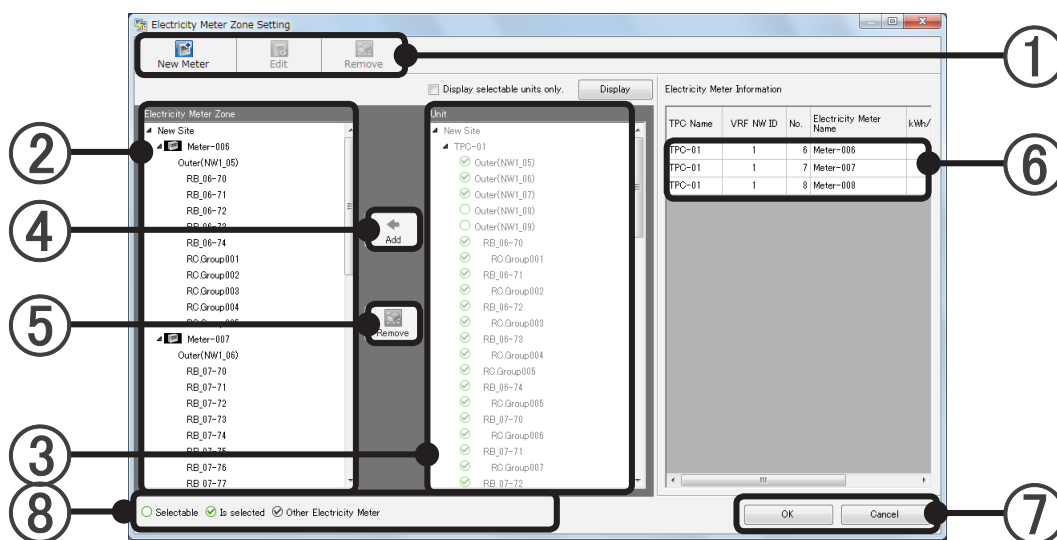 Electricity Meter Zone Setting
New Meter Edit Remove
1
Display selectable units only. Display
Electricity Meter Zone
New Site
Meter-006
Outer(NW1_05)
RB_06-70
RB_06-71
RB_06-72
RB_06-73
RB_06-74
RC.Group001
RC.Group002
RC.Group003
RC.Group004
RC.Group005
Meter-007
Outer(NW1_06)
RB_07-70
RB_07-71
RB_07-72
RB_07-73
RB_07-74
RB_07-75
RB_07-76
RB_07-77
2
4
Add
5
Remove
Unit
New Site
TPC-01
Outer(NW1_05)
Outer(NW1_06)
Outer(NW1_07)
Outer(NW1_08)
Outer(NW1_09)
RB_06-70
RC.Group001
RB_06-71
RC.Group002
RB_06-72
RC.Group003
RB_06-73
RC.Group004
RC.Group005
RB_06-74
RC.Group005
RB_07-70
RC.Group006
RB_07-71
RC.Group007
RB_07-72
3
Electricity Meter Information
TPC Name VRF NW ID No. Electricity Meter Name kWh/
TPC-01 1 6 Meter-006
TPC-01 1 7 Meter-007
TPC-01 1 8 Meter-008
6
8
Selectable Is selected Other Electricity Meter
OK Cancel
7